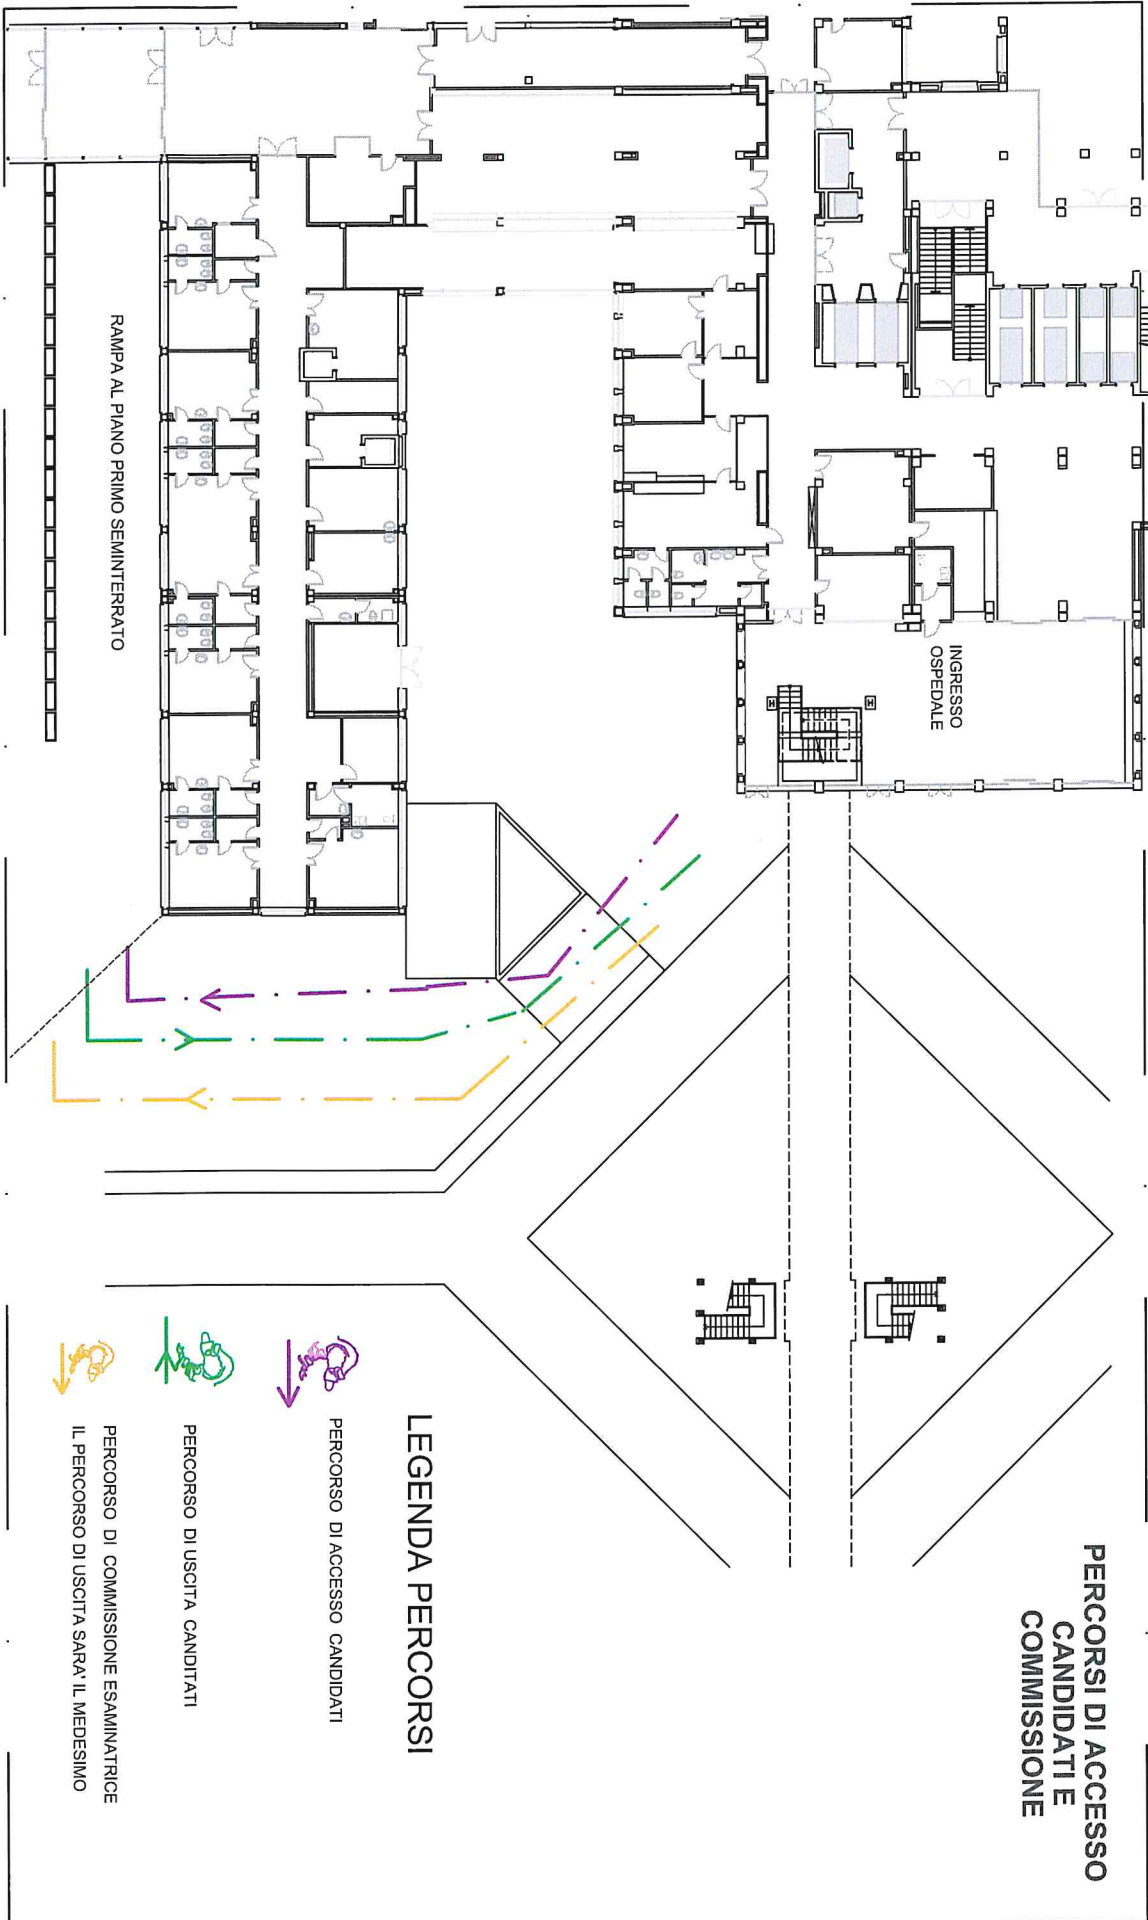 PERCORSI DI ACCESSO
CANDIDATI E
COMMISSIONE
INGRESSO
OSPEDALE
RAMPA AL PIANO PRIMO SEMINTERRATO
LEGENDA PERCORSI
PERCORSO DI ACCESSO CANDIDATI
PERCORSO DI USCITA CANDITATI
PERCORSO DI COMMISSIONE ESAMINATRICE
IL PERCORSO DI USCITA SARA' IL MEDESIMO